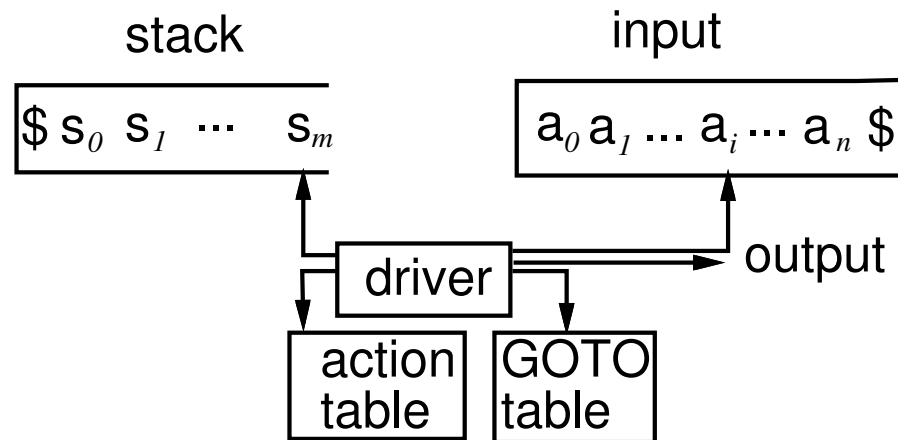 stack
input
$ s0 s1 ... sm
a0 a1 ... ai ... an $
output
driver
action
table
GOTO
table